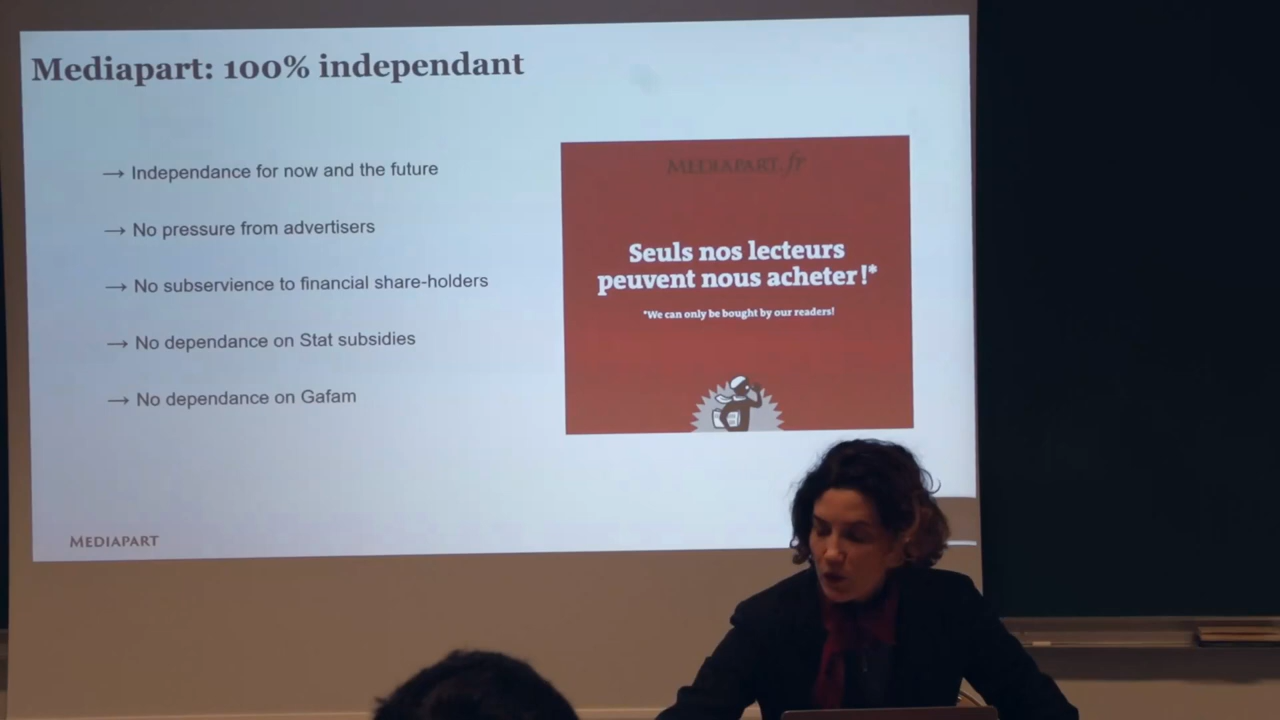 Mediapart: 100% independant
→ Independance for now and the future
→ No pressure from advertisers
→ No subservience to financial share-holders
→ No dependance on Stat subsidies
→ No dependance on Gafam
MEDIAPART.fr
Seuls nos lecteurs
peuvent nous acheter !*
*We can only be bought by our readers!
MEDIAPART